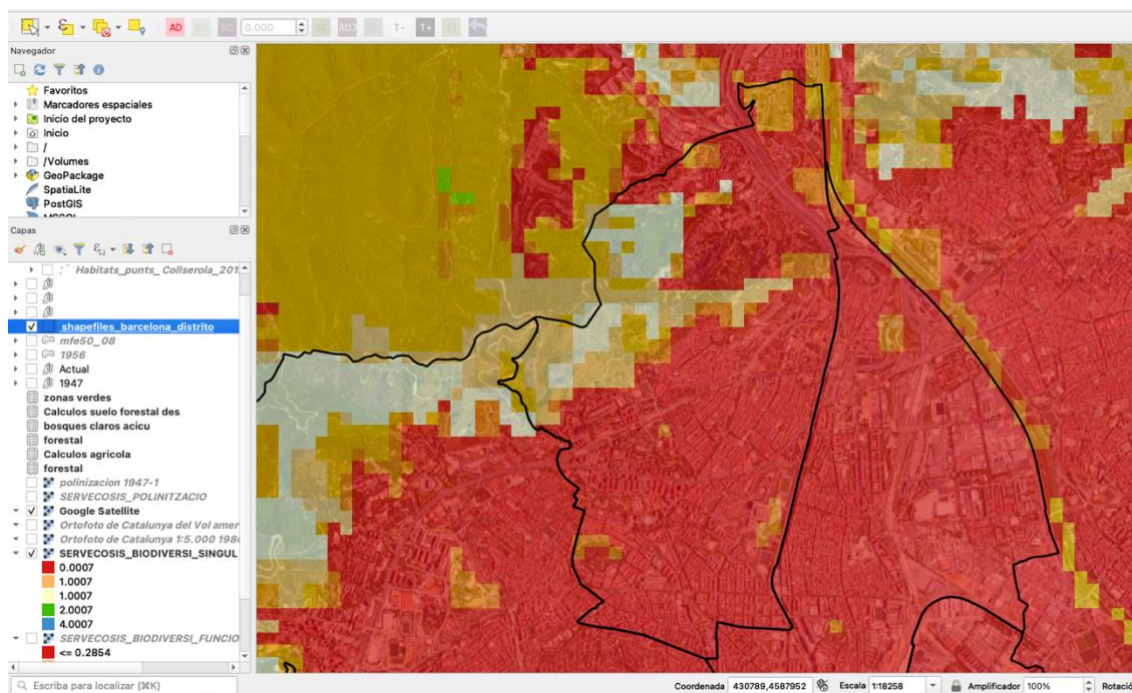 AD
0.000
T-
T+
Navegador
Favoritos
Marcadores espaciales
Inicio del proyecto
Inicio
/
/Volumes
GeoPackage
SpatiaLite
PostGIS
Capas
Habitats_punts_ Collserola_201
shapefiles_barcelona_distrito
mfe50_08
1956
Actual
1947
zonas verdes
Calculos suelo forestal des
bosques claros acicu
forestal
Calculos agricola
forestal
polinizacion 1947-1
SERVECOSIS_POLINITZACIO
Google Satellite
Ortofoto de Catalunya del Vol amer
Ortofoto de Catalunya 1:5.000 198
SERVECOSIS_BIODIVERSI_SINGUL
0.0007
1.0007
1.0007
2.0007
4.0007
SERVECOSIS_BIODIVERSI_FUNCIO
<= 0.2854
Escriba para localizar (⌘K)
Coordenada 430789,4587952 Escala 1:18258 Amplificador 100% Rotació